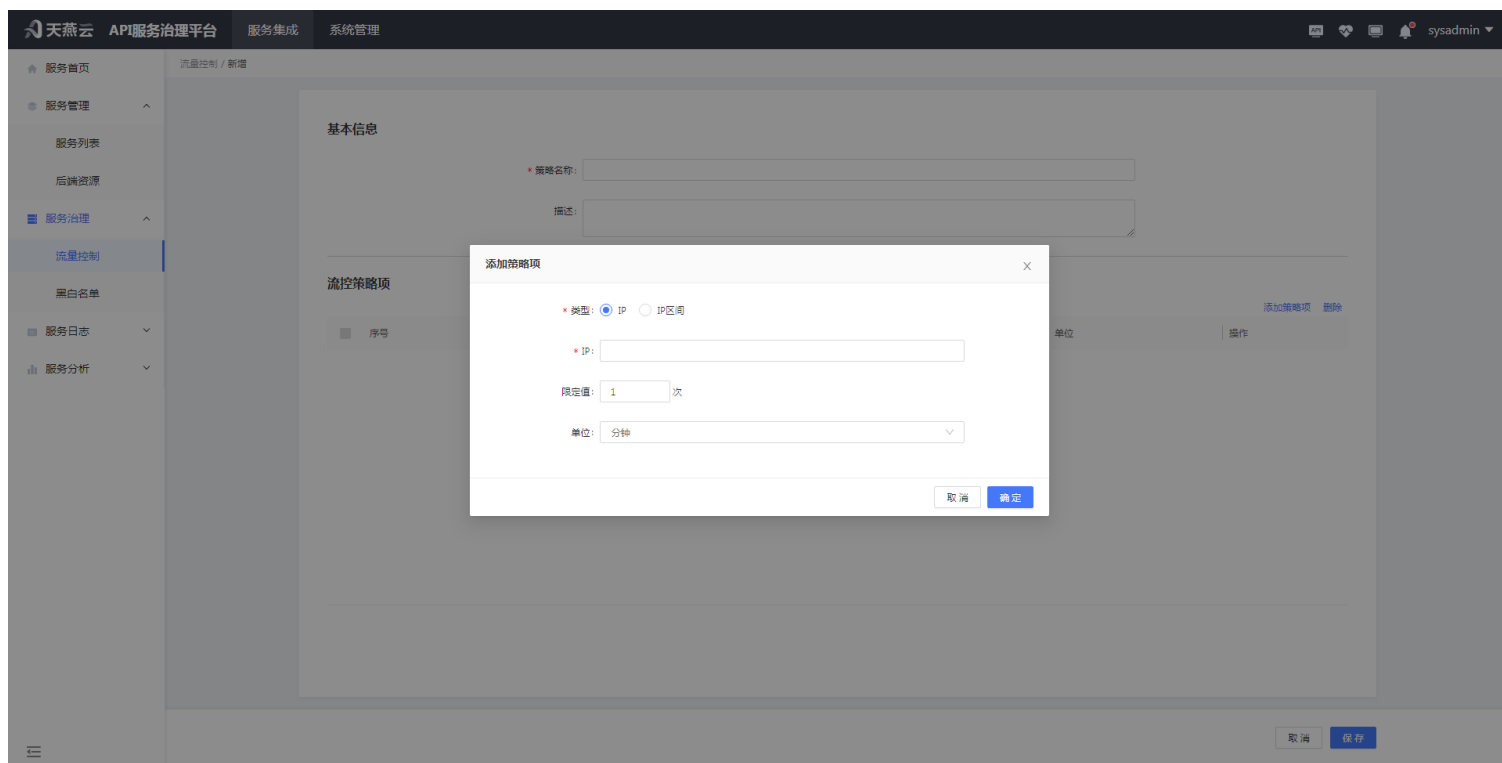 天燕云 API服务治理平台 服务集成 系统管理 API sysadmin
服务首页
流量控制 / 新增
服务管理
服务列表
后端资源
服务治理
流量控制
黑白名单
服务日志
服务分析
基本信息
* 策略名称:
描述:
流控策略项
添加策略项 删除
序号 单位 操作
添加策略项 X
* 类型: IP IP区间
* IP:
限定值: 1 次
单位: 分钟
取消 确定
取消 保存